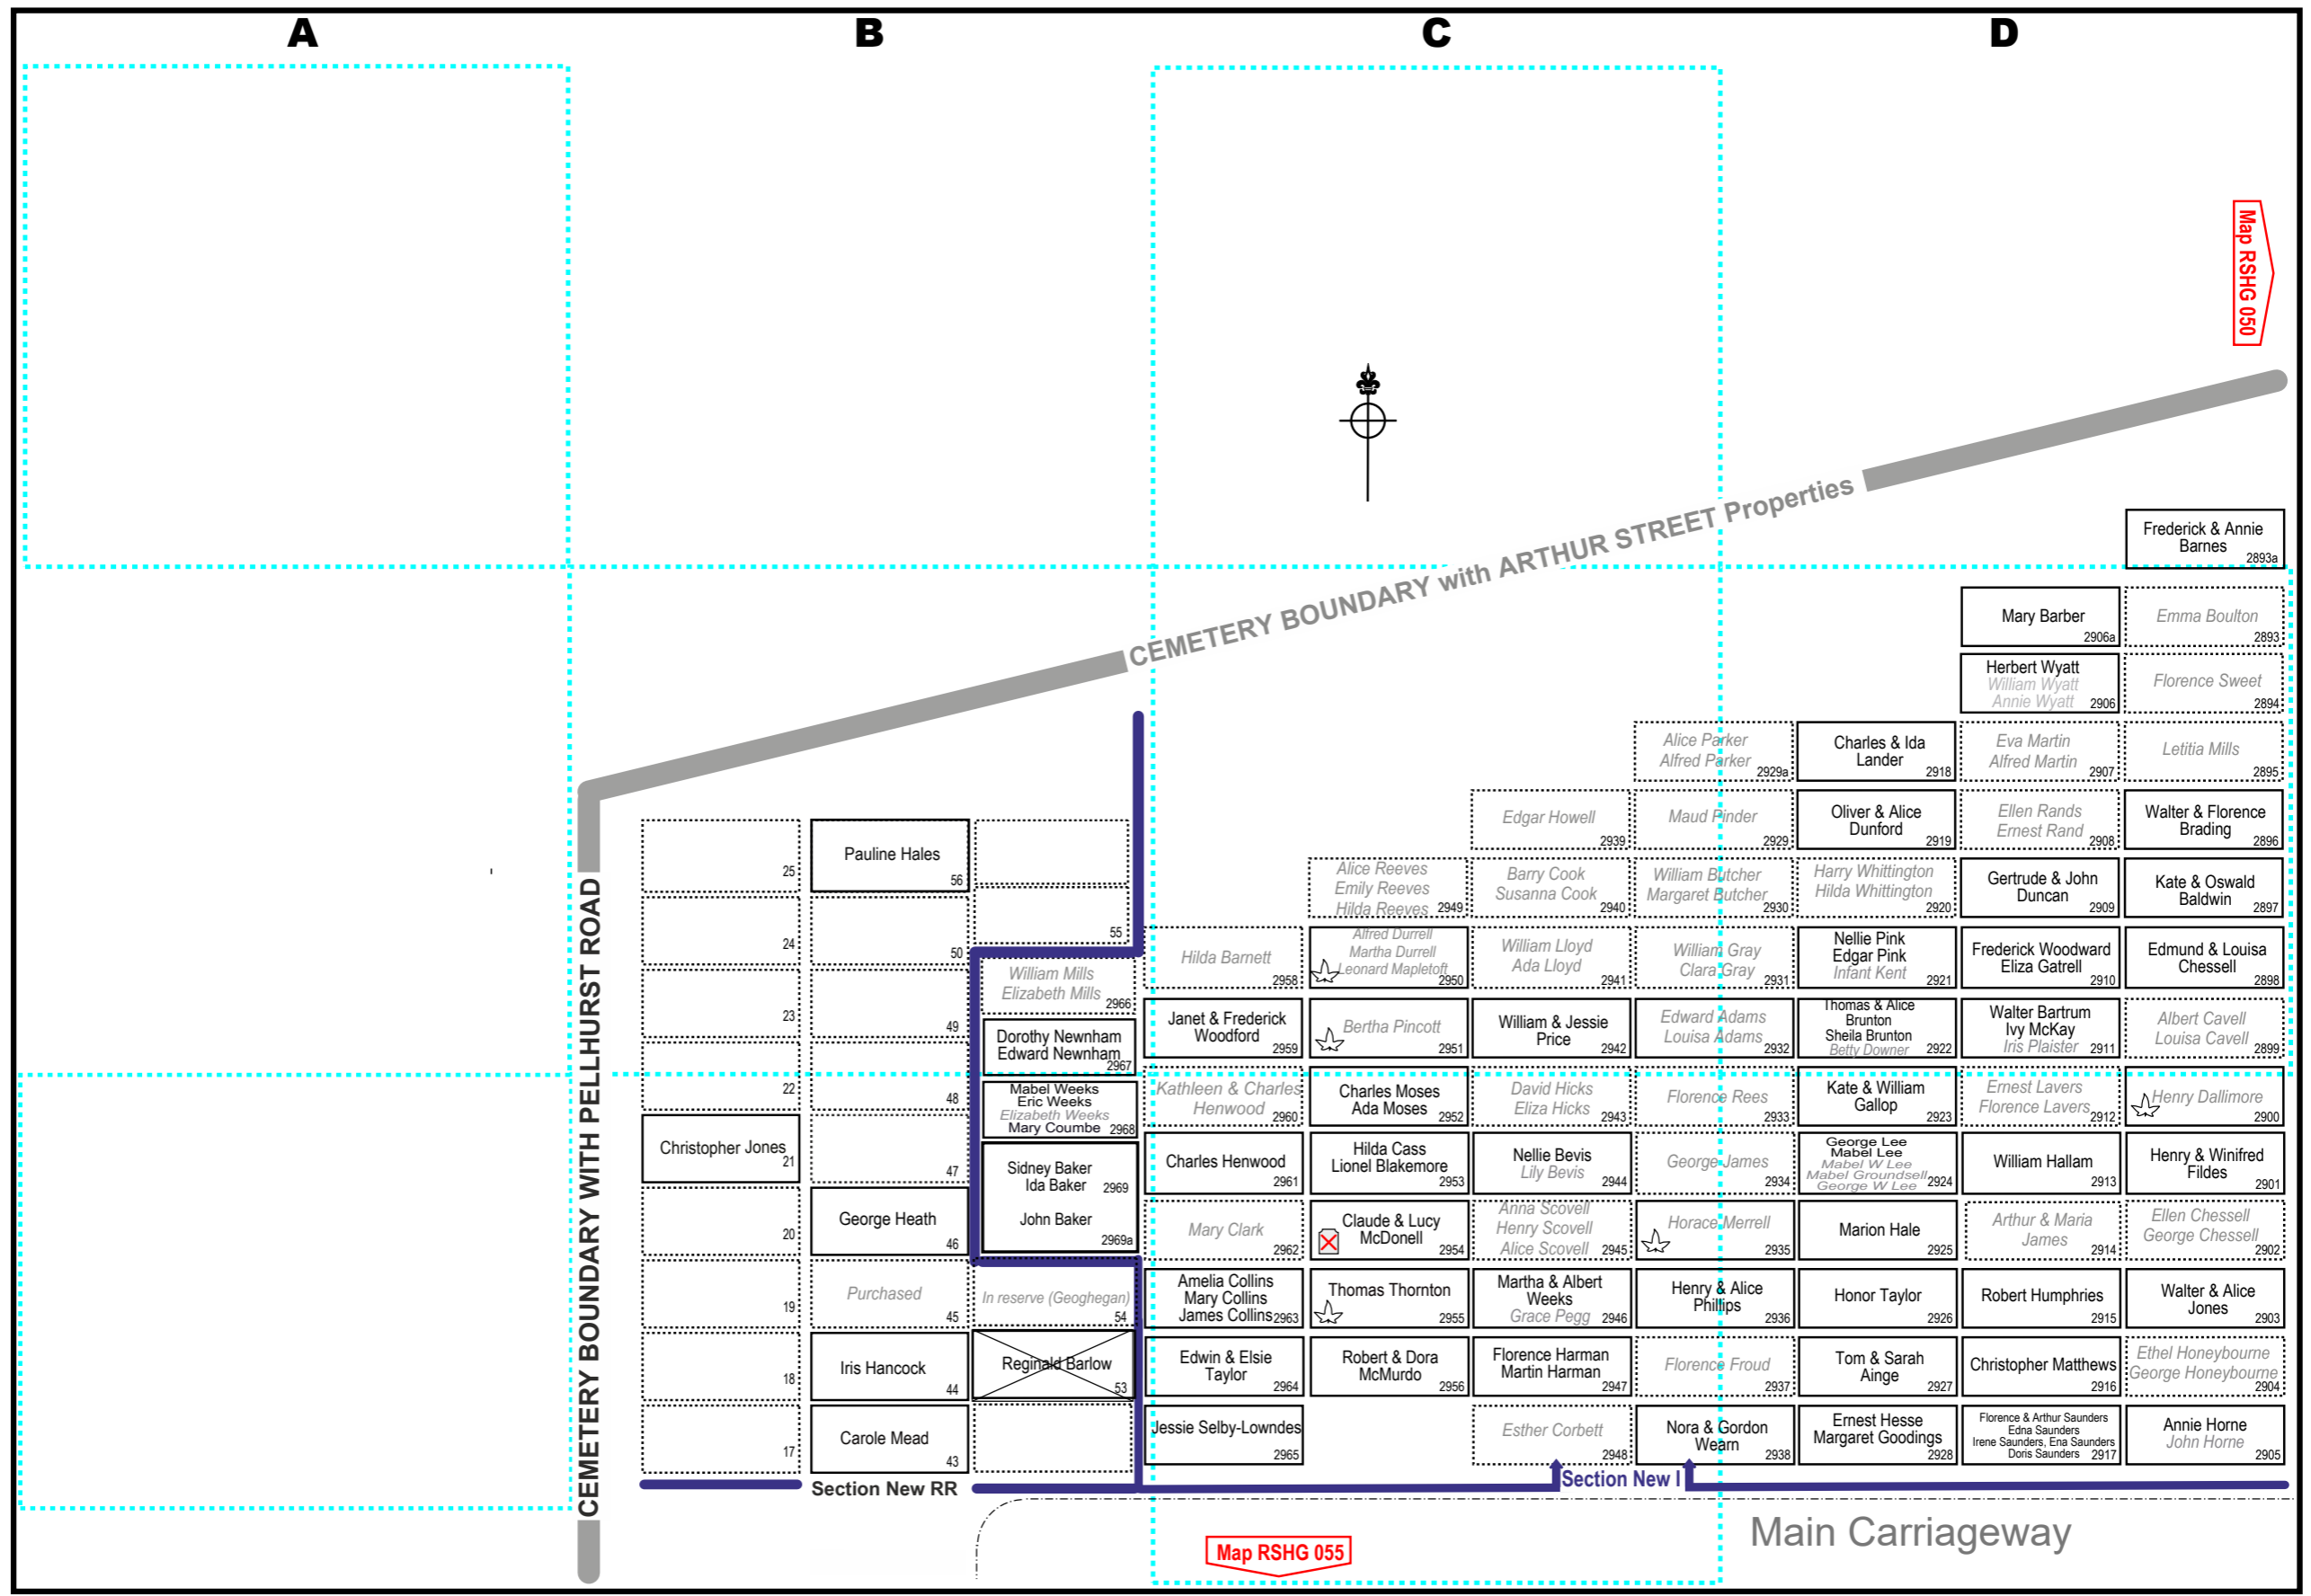 A
B
C
D
Map RSHG 050
CEMETERY BOUNDARY with ARTHUR STREET Properties
CEMETERY BOUNDARY WITH PELLHURST ROAD
Frederick & Annie
Barnes
2893a
Mary Barber
2906a
Emma Boulton
2893
Herbert Wyatt
William Wyatt
Annie Wyatt 2906
Florence Sweet
2894
Alice Parker
Alfred Parker
2929a
Charles & Ida
Lander
2918
Eva Martin
Alfred Martin
2907
Letitia Mills
2895
Edgar Howell
2939
Maud Pinder
2929
Oliver & Alice
Dunford
2919
Ellen Rands
Ernest Rand
2908
Walter & Florence
Brading
2896
25
Pauline Hales
56
Alice Reeves
Emily Reeves
Hilda Reeves 2949
Barry Cook
Susanna Cook
2940
William Butcher
Margaret Butcher
2930
Harry Whittington
Hilda Whittington
2920
Gertrude & John
Duncan
2909
Kate & Oswald
Baldwin
2897
24
50
55
Hilda Barnett
2958
Alfred Durrell
Martha Durrell
Leonard Mapletoft
2950
William Lloyd
Ada Lloyd
2941
William Gray
Clara Gray
2931
Nellie Pink
Edgar Pink
Infant Kent
2921
Frederick Woodward
Eliza Gatrell
2910
Edmund & Louisa
Chessell
2898
23
49
William Mills
Elizabeth Mills
2966
Dorothy Newnham
Edward Newnham
2967
Janet & Frederick
Woodford
2959
Bertha Pincott
2951
William & Jessie
Price
2942
Edward Adams
Louisa Adams
2932
Thomas & Alice
Brunton
Sheila Brunton
Betty Downer 2922
Walter Bartrum
Ivy McKay
Iris Plaister 2911
Albert Cavell
Louisa Cavell
2899
22
48
Mabel Weeks
Eric Weeks
Elizabeth Weeks
Mary Coumbe 2968
Kathleen & Charles
Henwood
2960
Charles Moses
Ada Moses
2952
David Hicks
Eliza Hicks
2943
Florence Rees
2933
Kate & William
Gallop
2923
Ernest Lavers
Florence Lavers
2912
Henry Dallimore
2900
Christopher Jones
21
47
Sidney Baker
Ida Baker 2969
John Baker
2969a
Charles Henwood
2961
Hilda Cass
Lionel Blakemore
2953
Nellie Bevis
Lily Bevis
2944
George James
2934
George Lee
Mabel Lee
Mabel W Lee
Mabel Groundsell
George W Lee 2924
William Hallam
2913
Henry & Winifred
Fildes
2901
20
George Heath
46
Mary Clark
2962
Claude & Lucy
McDonell
2954
Anna Scovell
Henry Scovell
Alice Scovell 2945
Horace Merrell
2935
Marion Hale
2925
Arthur & Maria
James
2914
Ellen Chessell
George Chessell
2902
19
Purchased
45
In reserve (Geoghegan)
54
Amelia Collins
Mary Collins
James Collins 2963
Thomas Thornton
2955
Martha & Albert
Weeks
Grace Pegg 2946
Henry & Alice
Phillips
2936
Honor Taylor
2926
Robert Humphries
2915
Walter & Alice
Jones
2903
18
Iris Hancock
44
Reginald Barlow
53
Edwin & Elsie
Taylor
2964
Robert & Dora
McMurdo
2956
Florence Harman
Martin Harman
2947
Florence Froud
2937
Tom & Sarah
Ainge
2927
Christopher Matthews
2916
Ethel Honeybourne
George Honeybourne
2904
17
Carole Mead
43
Jessie Selby-Lowndes
2965
Esther Corbett
2948
Nora & Gordon
Wearn
2938
Ernest Hesse
Margaret Goodings
2928
Florence & Arthur Saunders
Edna Saunders
Irene Saunders, Ena Saunders
Doris Saunders 2917
Annie Horne
John Horne
2905
Section New RR
Section New I
Main Carriageway
Map RSHG 055